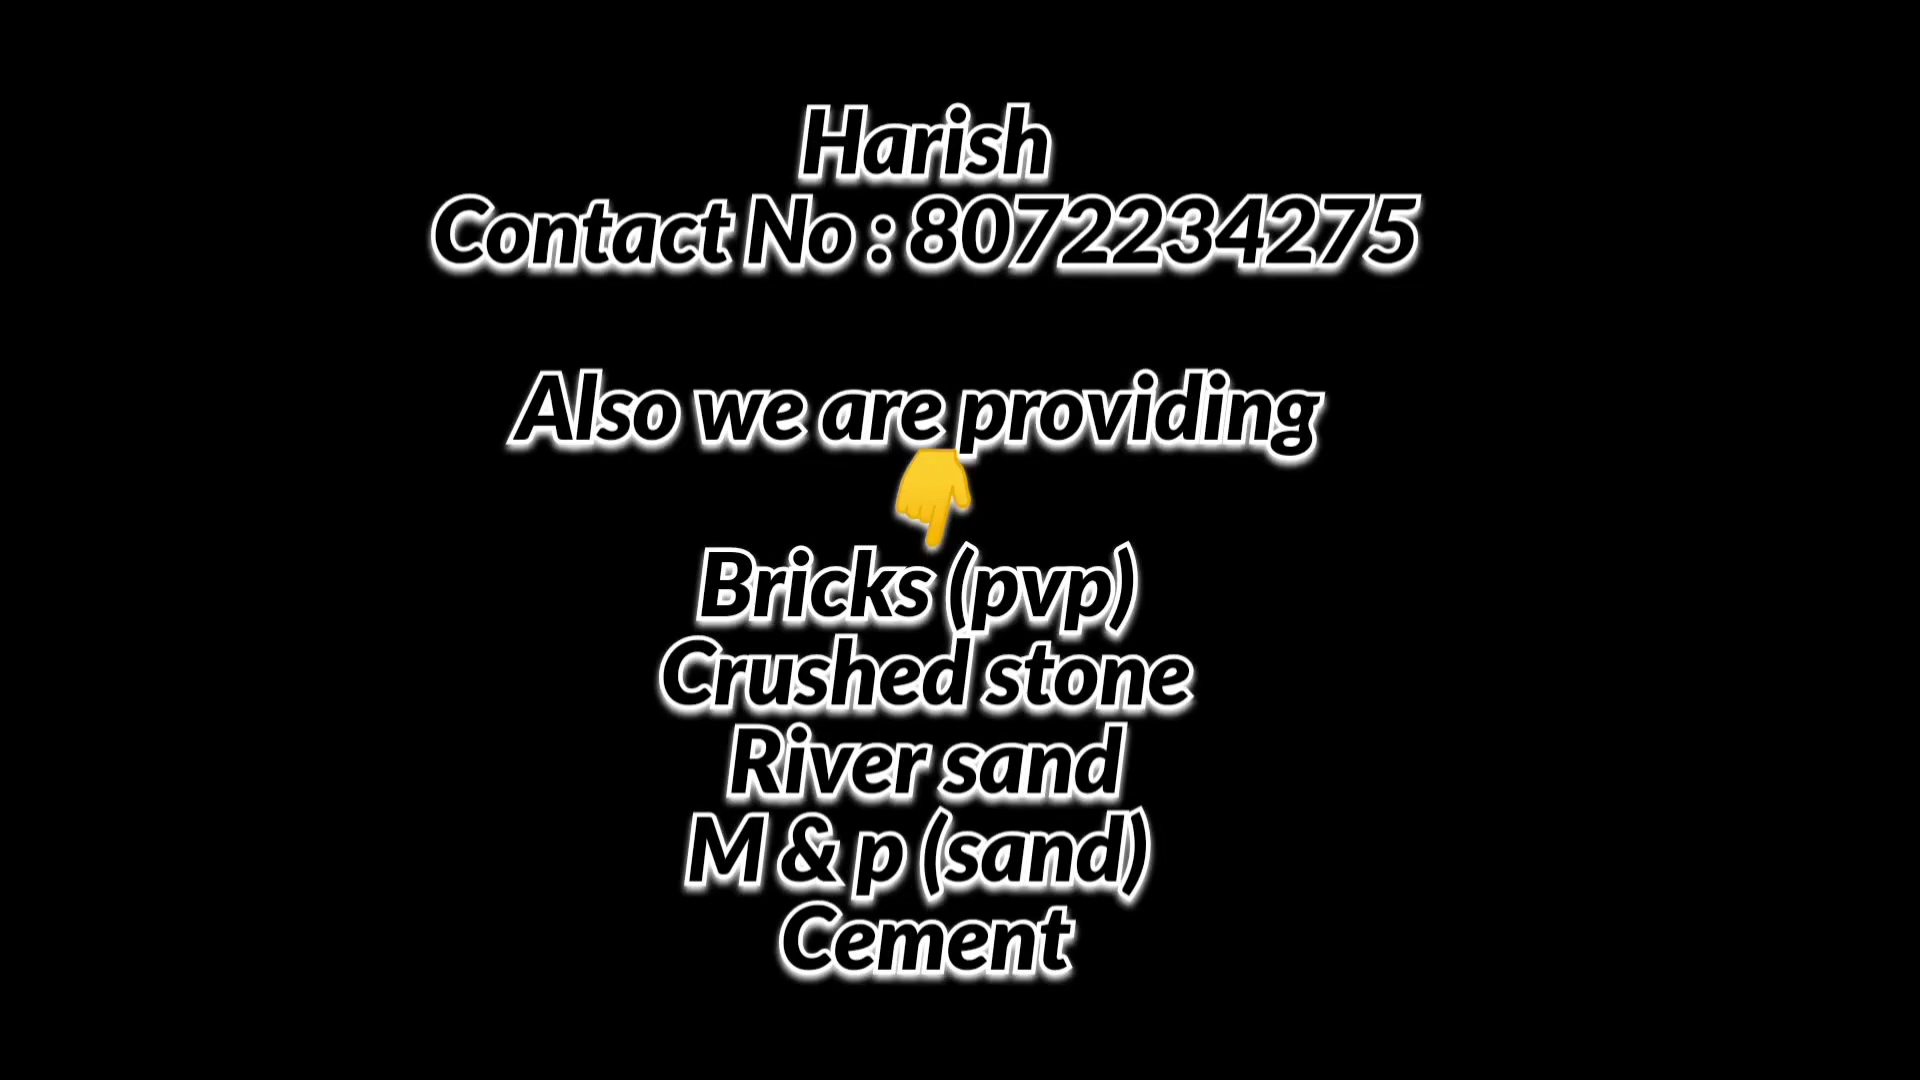 Harish
Contact No : 8072234275
Also we are providing
👇
Bricks (pvp)
Crushed stone
River sand
M & p (sand)
Cement